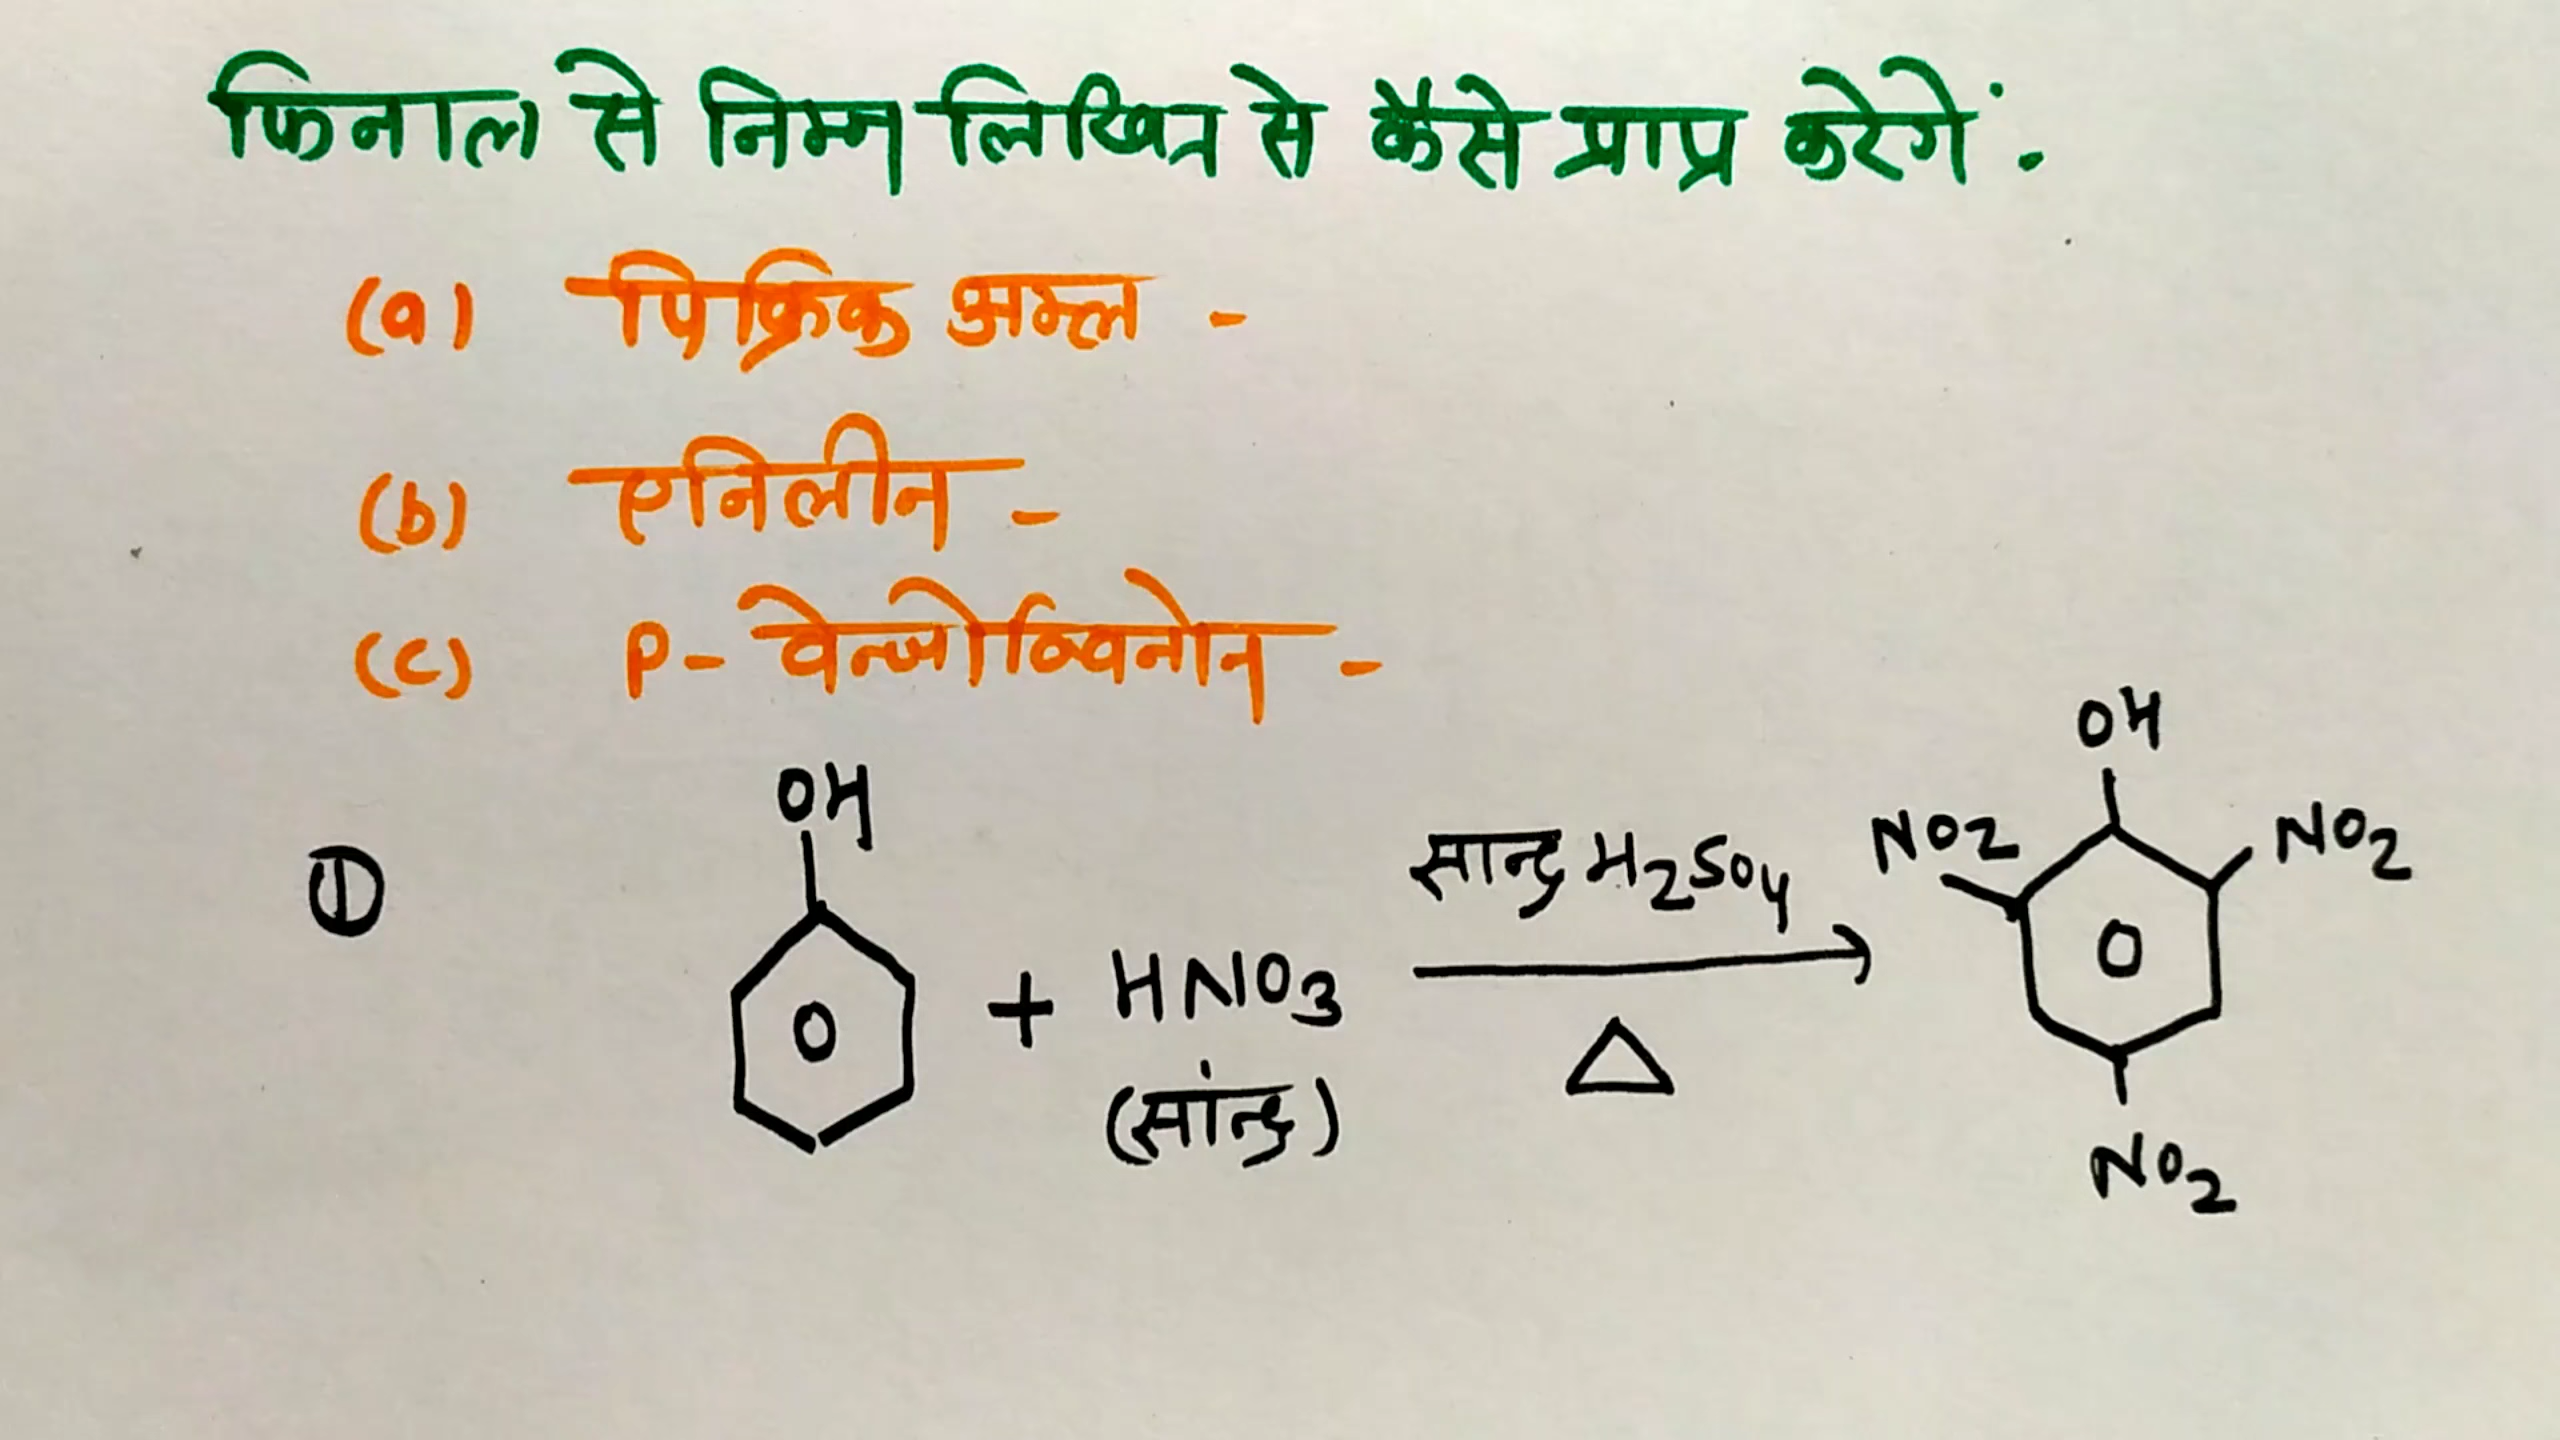 फिनाल से निम्न लिखित से कैसे प्राप्त करेगें.
(a) पिक्रिक अम्ल -
(b) एनिलीन -
(c) P- वेन्जोक्विनोन -
① OH + HNO3 सान्द्र H2SO4 △ OH NO2 NO2 NO2
(सांन्द्र)